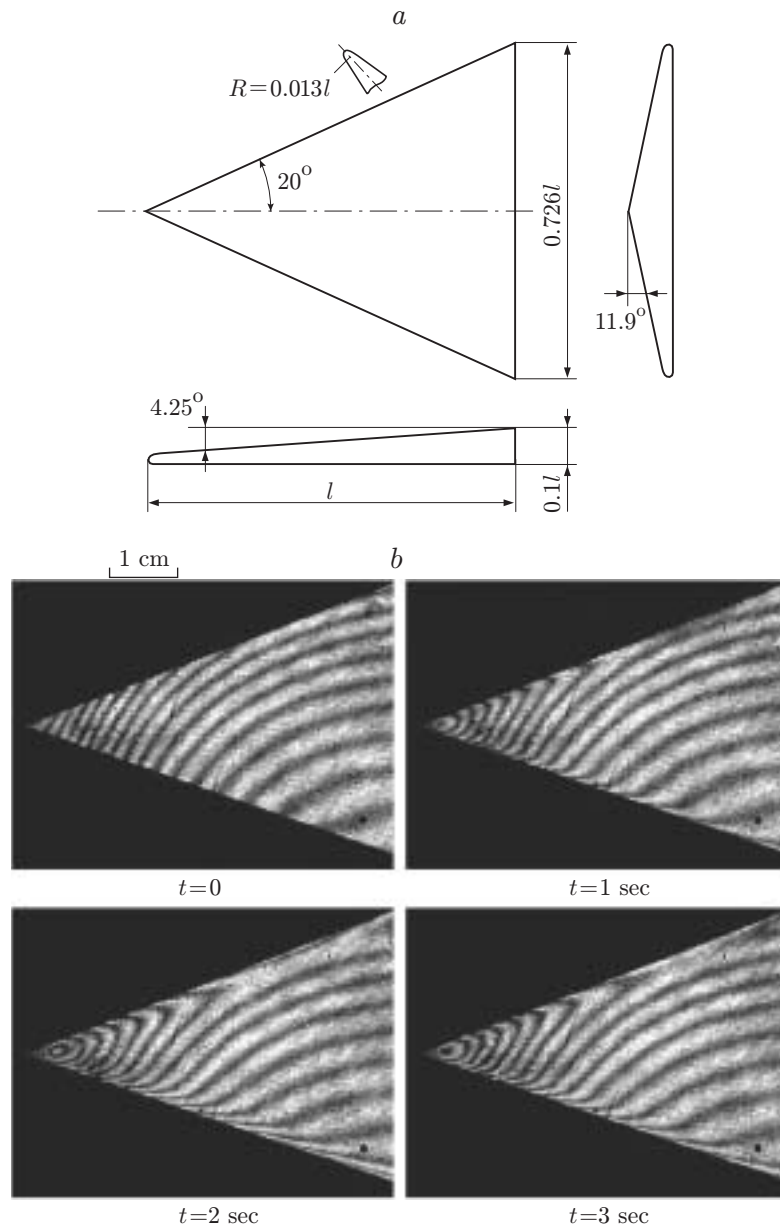 a
R=0.013l
20°
0.726l
11.9°
4.25°
l
0.1l
b
1 cm
t=0
t=1 sec
t=2 sec
t=3 sec